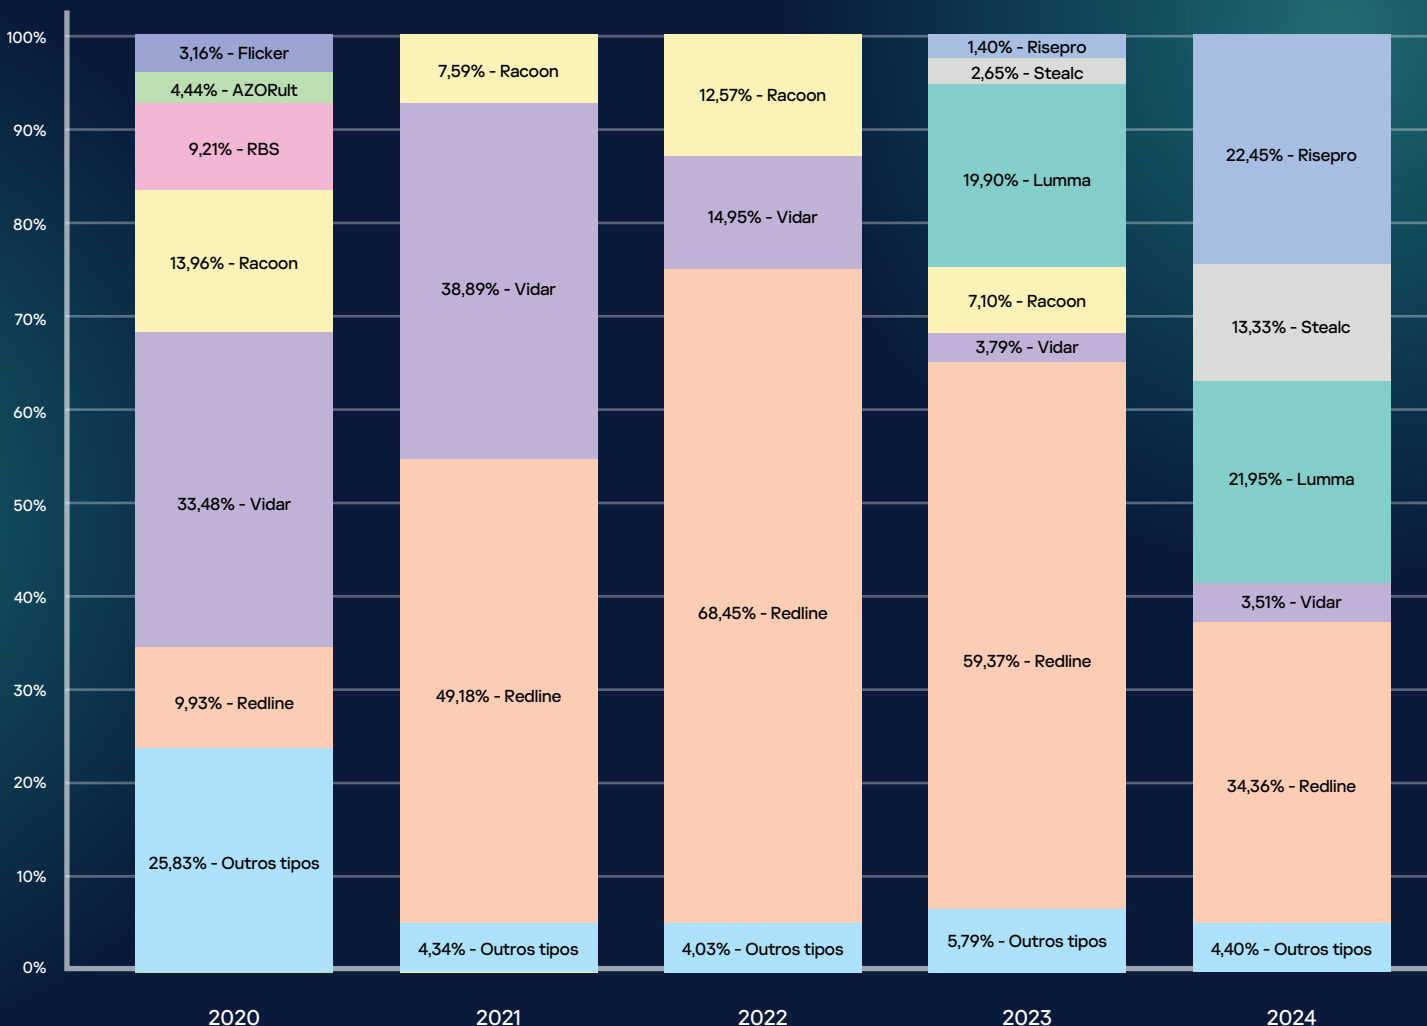 100%
90%
80%
70%
60%
50%
40%
30%
20%
10%
0%
3,16% - Flicker
4,44% - AZORult
9,21% - RBS
13,96% - Racoon
33,48% - Vidar
9,93% - Redline
25,83% - Outros tipos
7,59% - Racoon
38,89% - Vidar
49,18% - Redline
4,34% - Outros tipos
12,57% - Racoon
14,95% - Vidar
68,45% - Redline
4,03% - Outros tipos
1,40% - Risepro
2,65% - Stealc
19,90% - Lumma
7,10% - Racoon
3,79% - Vidar
59,37% - Redline
5,79% - Outros tipos
22,45% - Risepro
13,33% - Stealc
21,95% - Lumma
3,51% - Vidar
34,36% - Redline
4,40% - Outros tipos
2020
2021
2022
2023
2024